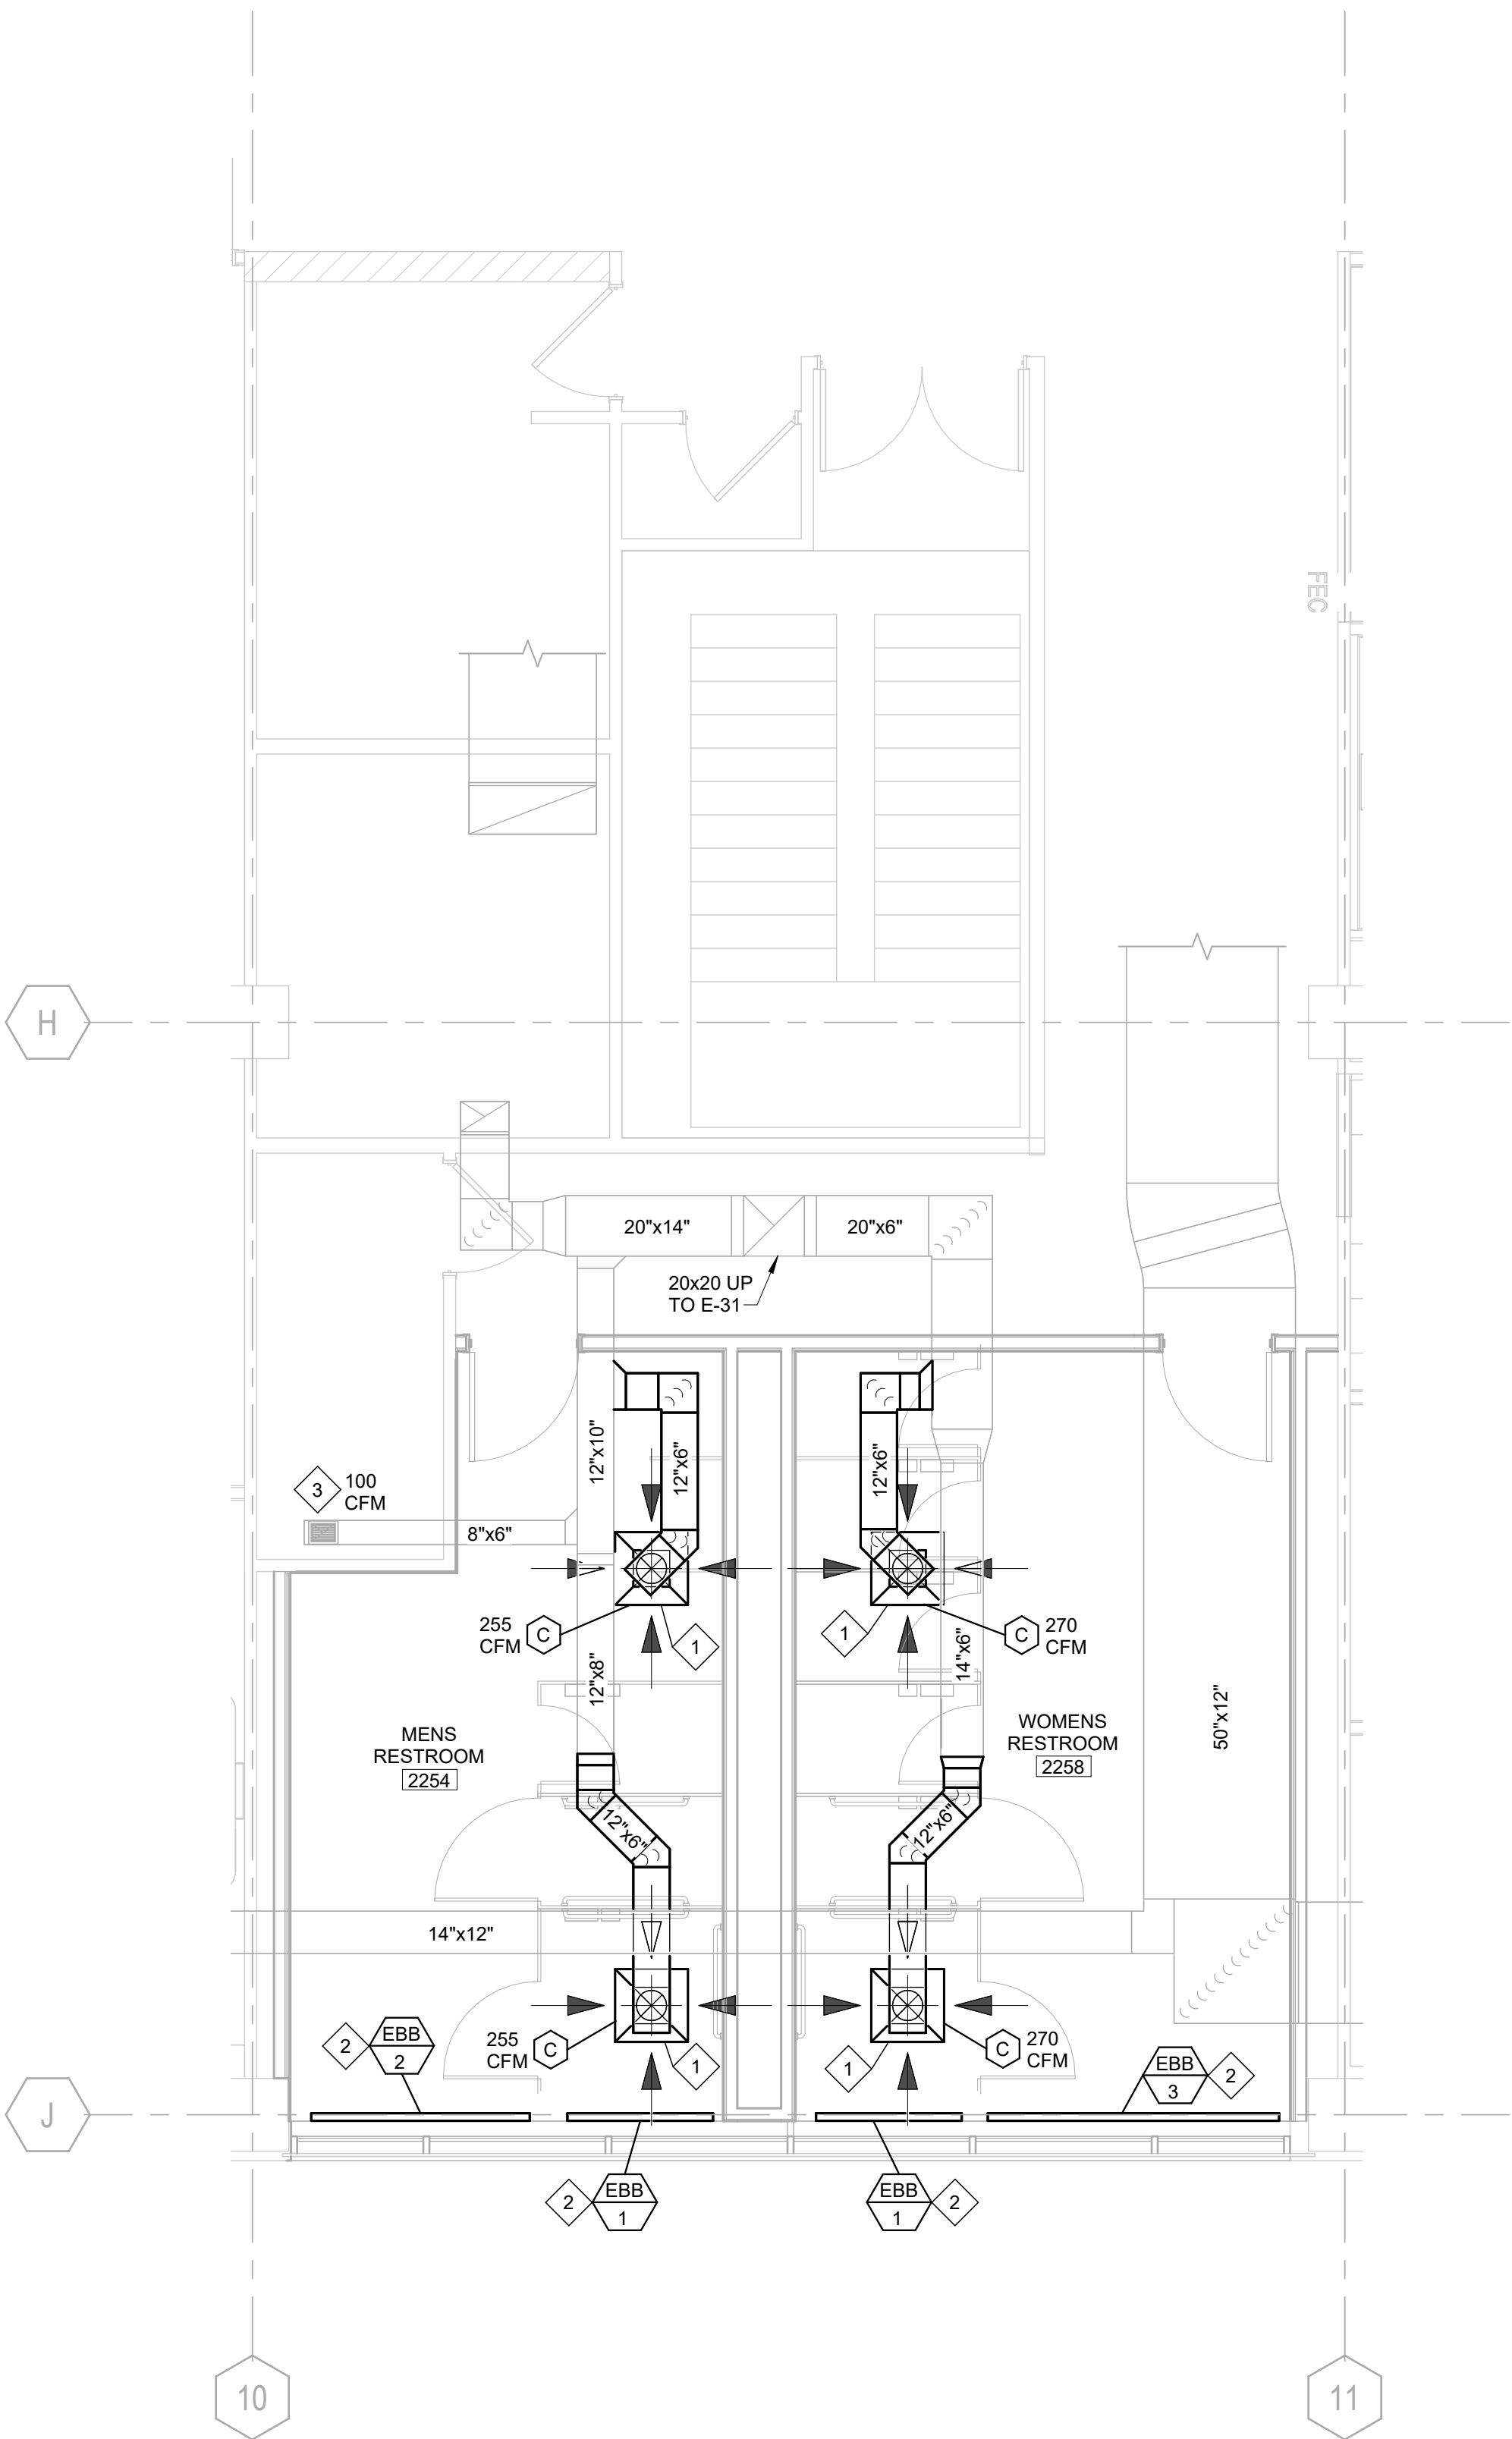 FEC
H
20"x14"
20"x6"
20x20 UP
TO E-31
12"x10"
12"x6"
12"x6"
3
100
CFM
8"x6"
255
CFM
C
1
1
C
270
CFM
12"x8"
14"x6"
MENS
RESTROOM
2254
WOMENS
RESTROOM
2258
50"x12"
12"x6"
12"x6"
14"x12"
2
EBB
2
255
CFM
C
1
1
C
270
CFM
EBB
3
2
J
2
EBB
1
EBB
1
2
10
11